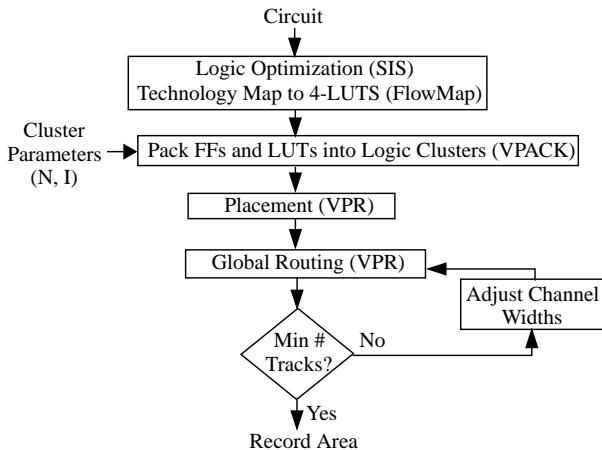 Circuit
Logic Optimization (SIS)
Technology Map to 4-LUTS (FlowMap)
Cluster
Parameters
(N, I)
Pack FFs and LUTs into Logic Clusters (VPACK)
Placement (VPR)
Global Routing (VPR)
Adjust Channel
Widths
Min #
Tracks?
No
Yes
Record Area